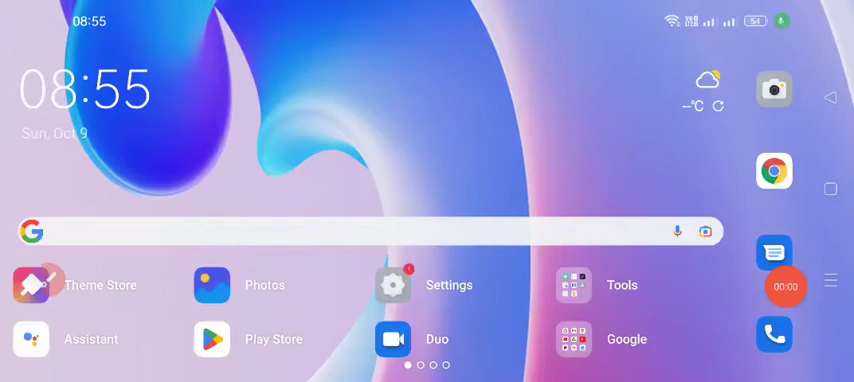 08:55
54
08:55
Sun, Oct 9
--°C
Theme Store
Photos
Settings
Tools
Assistant
Play Store
Duo
Google
00:00